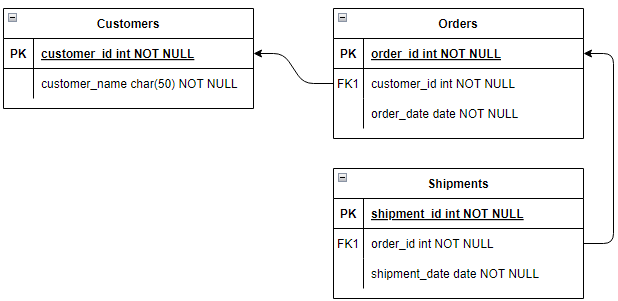 Customers
PK customer_id int NOT NULL
customer_name char(50) NOT NULL
Orders
PK order_id int NOT NULL
FK1 customer_id int NOT NULL
order_date date NOT NULL
Shipments
PK shipment_id int NOT NULL
FK1 order_id int NOT NULL
shipment_date date NOT NULL